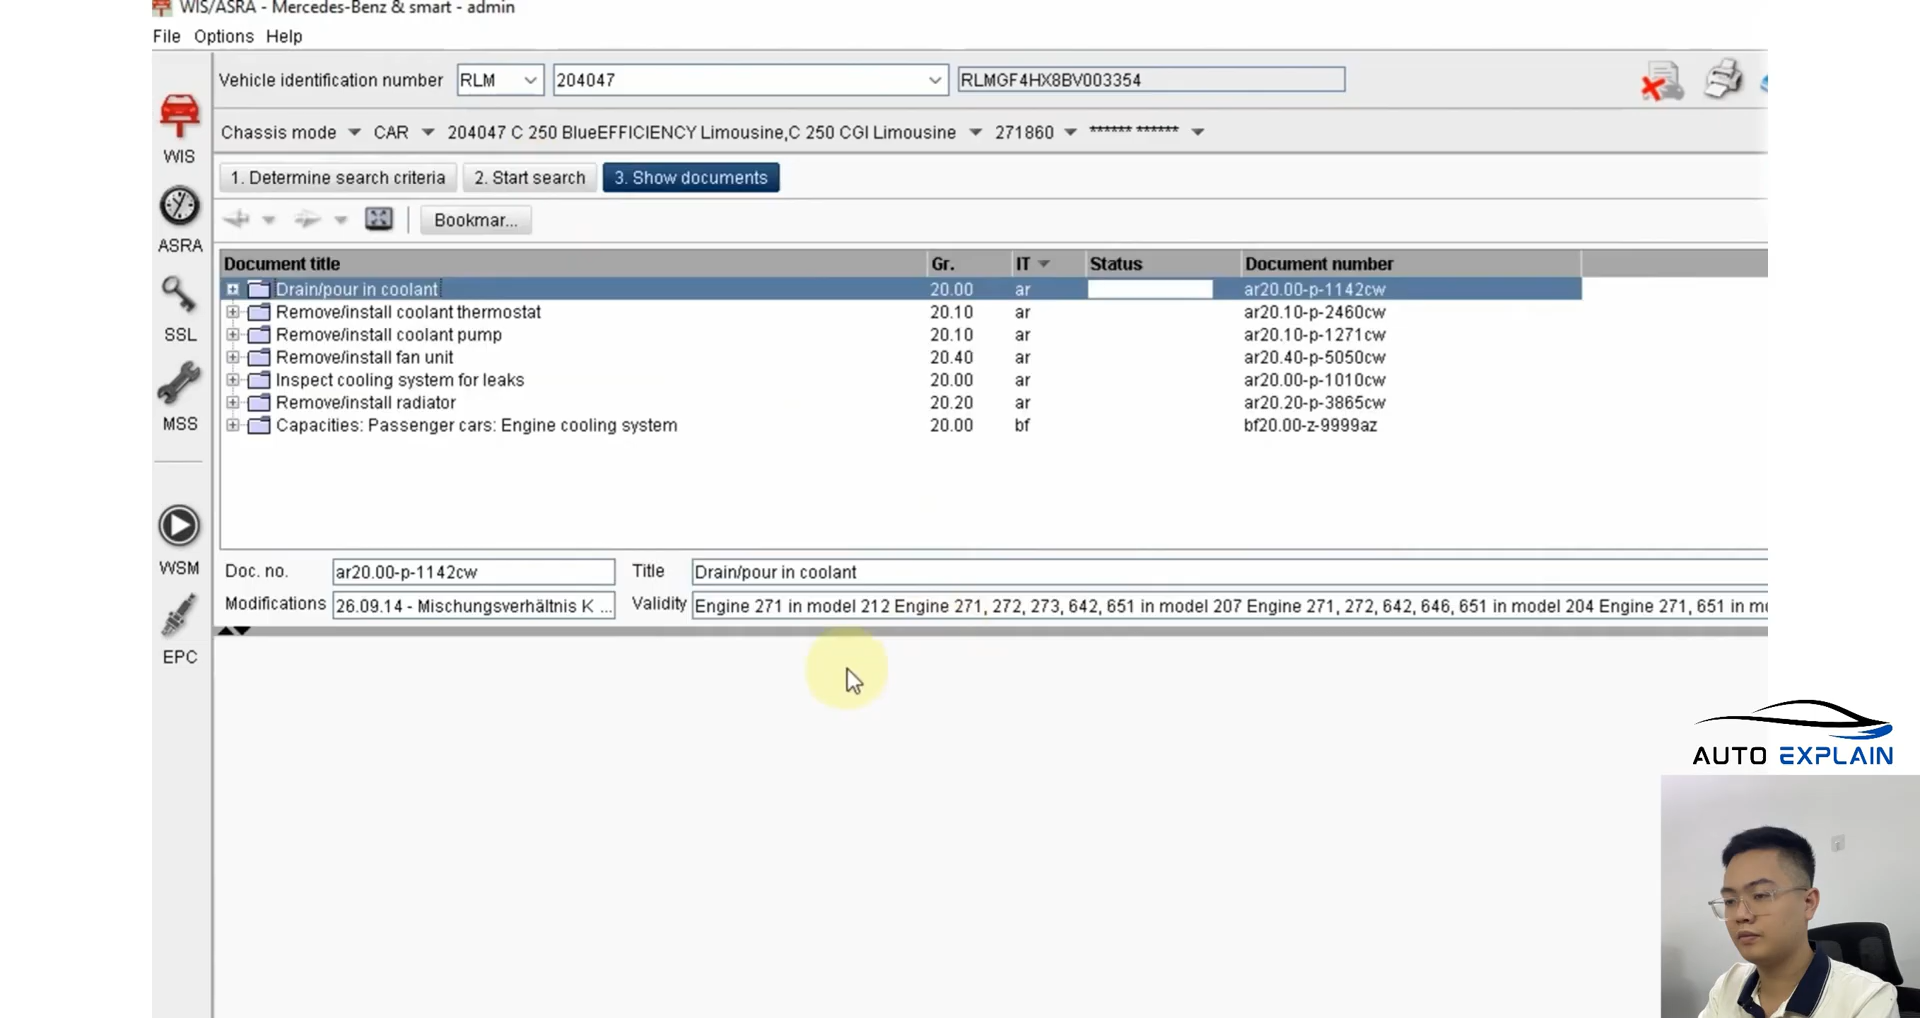 WIS/ASRA - Mercedes-Benz & smart - admin
File Options Help
Vehicle identification number RLM 204047 RLMGF4HX8BV003354
Chassis mode CAR 204047 C 250 BlueEFFICIENCY Limousine,C 250 CGI Limousine 271860 ****** ******
1. Determine search criteria 2. Start search 3. Show documents
Bookmar...
Document title Gr. IT Status Document number
Drain/pour in coolant 20.00 ar ar20.00-p-1142cw
Remove/install coolant thermostat 20.10 ar ar20.10-p-2460cw
Remove/install coolant pump 20.10 ar ar20.10-p-1271cw
Remove/install fan unit 20.40 ar ar20.40-p-5050cw
Inspect cooling system for leaks 20.00 ar ar20.00-p-1010cw
Remove/install radiator 20.20 ar ar20.20-p-3865cw
Capacities: Passenger cars: Engine cooling system 20.00 bf bf20.00-z-9999az
Doc. no. ar20.00-p-1142cw Title Drain/pour in coolant
Modifications 26.09.14 - Mischungsverhältnis K ... Validity Engine 271 in model 212 Engine 271, 272, 273, 642, 651 in model 207 Engine 271, 272, 642, 646, 651 in model 204 Engine 271, 651 in mo
WIS
ASRA
SSL
MSS
WSM
EPC
AUTO EXPLAIN